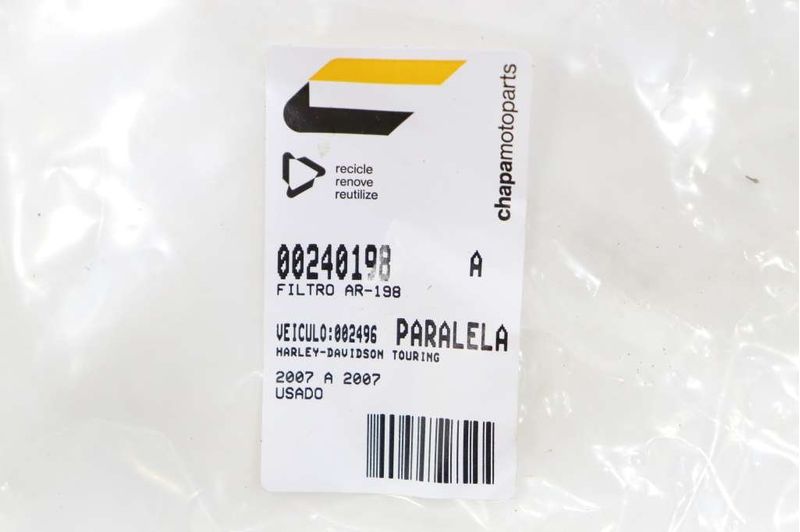 chapamotoparts
recicle
renove
reutilize
00240198 A
FILTRO AR-198
VEICULO:002496 PARALELA
HARLEY-DAVIDSON TOURING
2007 A 2007
USADO